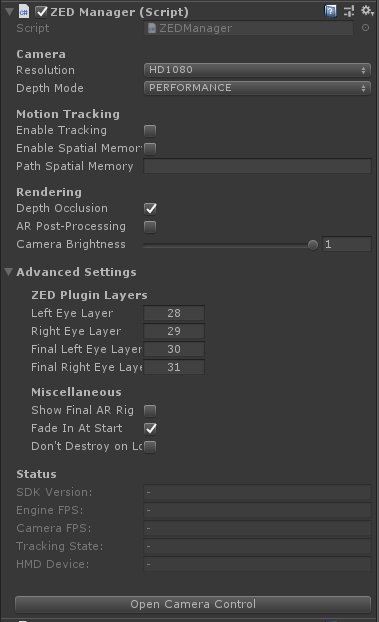 ZED Manager (Script)
Script ZEDManager
Camera
Resolution HD1080
Depth Mode PERFORMANCE
Motion Tracking
Enable Tracking
Enable Spatial Memor
Path Spatial Memory
Rendering
Depth Occlusion
AR Post-Processing
Camera Brightness 1
Advanced Settings
ZED Plugin Layers
Left Eye Layer 28
Right Eye Layer 29
Final Left Eye Layer 30
Final Right Eye Laye 31
Miscellaneous
Show Final AR Rig
Fade In At Start
Don't Destroy on Lo
Status
SDK Version: -
Engine FPS: -
Camera FPS: -
Tracking State: -
HMD Device: -
Open Camera Control